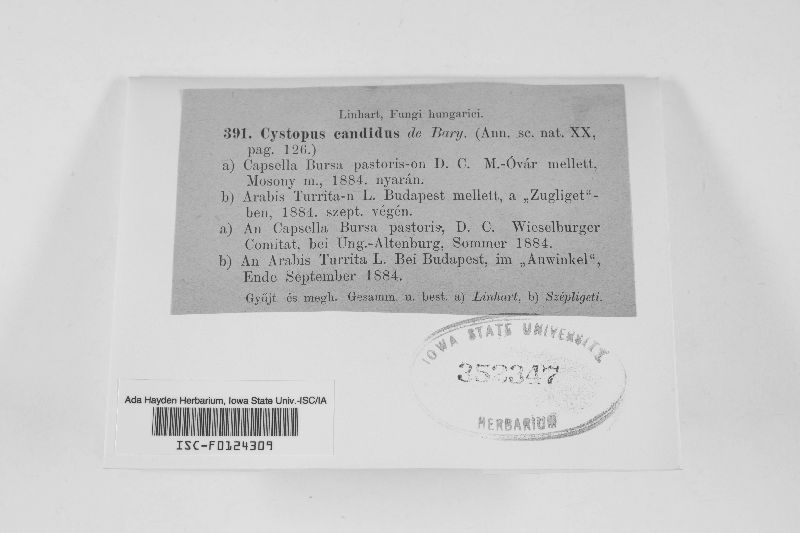 Linhart, Fungi hungarici.
391. Cystopus candidus de Bary. (Ann. sc. nat. XX,
pag. 126.)
a) Capsella Bursa pastoris-on D. C. M.-Óvár mellett,
Mosony m., 1884. nyarán.
b) Arabis Turrita-n L. Budapest mellett, a „Zugliget“-
ben, 1884. szept. végén.
a) An Capsella Bursa pastoris, D. C. Wieselburger
Comitat, bei Ung.-Altenburg, Sommer 1884.
b) An Arabis Turrita L. Bei Budapest, im „Auwinkel“,
Ende September 1884.
Gyűjt. és megh. Gesamm. u. best. a) Linhart, b) Szépligeti.
IOWA STATE UNIVERSITY
358347
HERBARIUM
Ada Hayden Herbarium, Iowa State Univ.-ISC/IA
ISC-F0124309